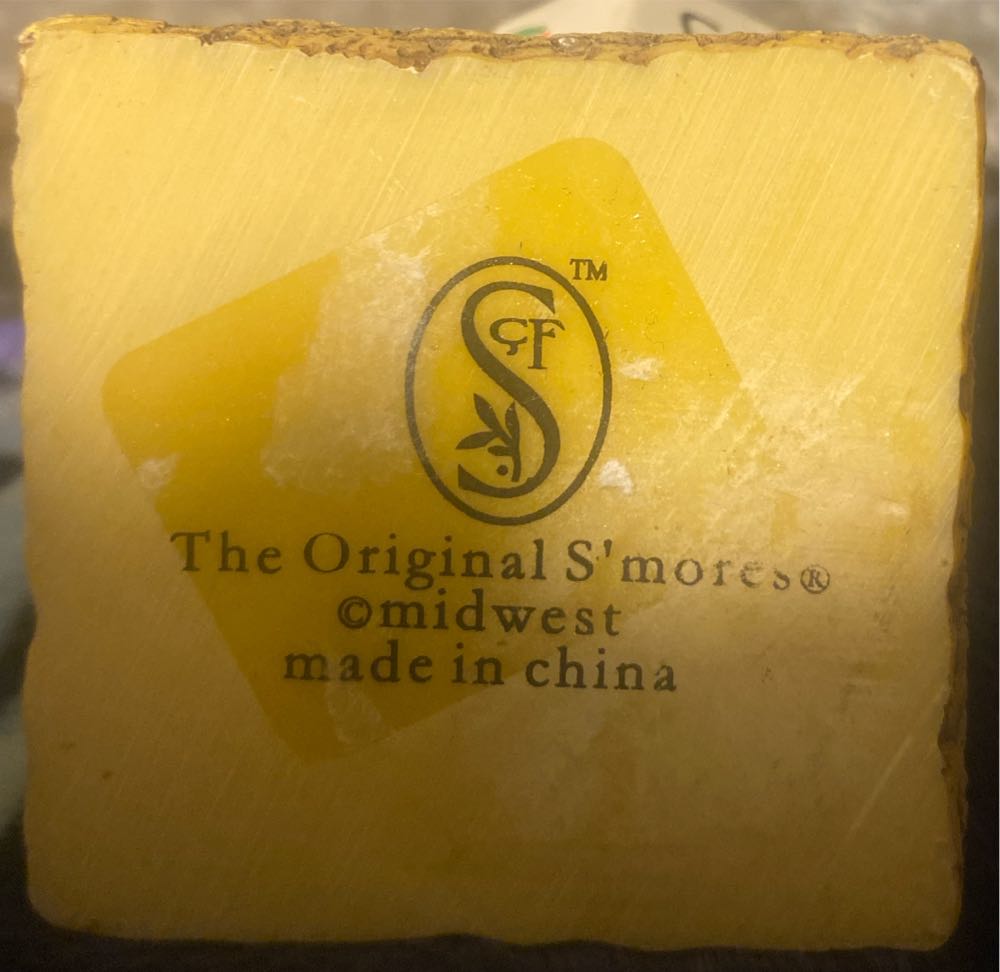 TM
SCF
The Original S'mores®
©midwest
made in china